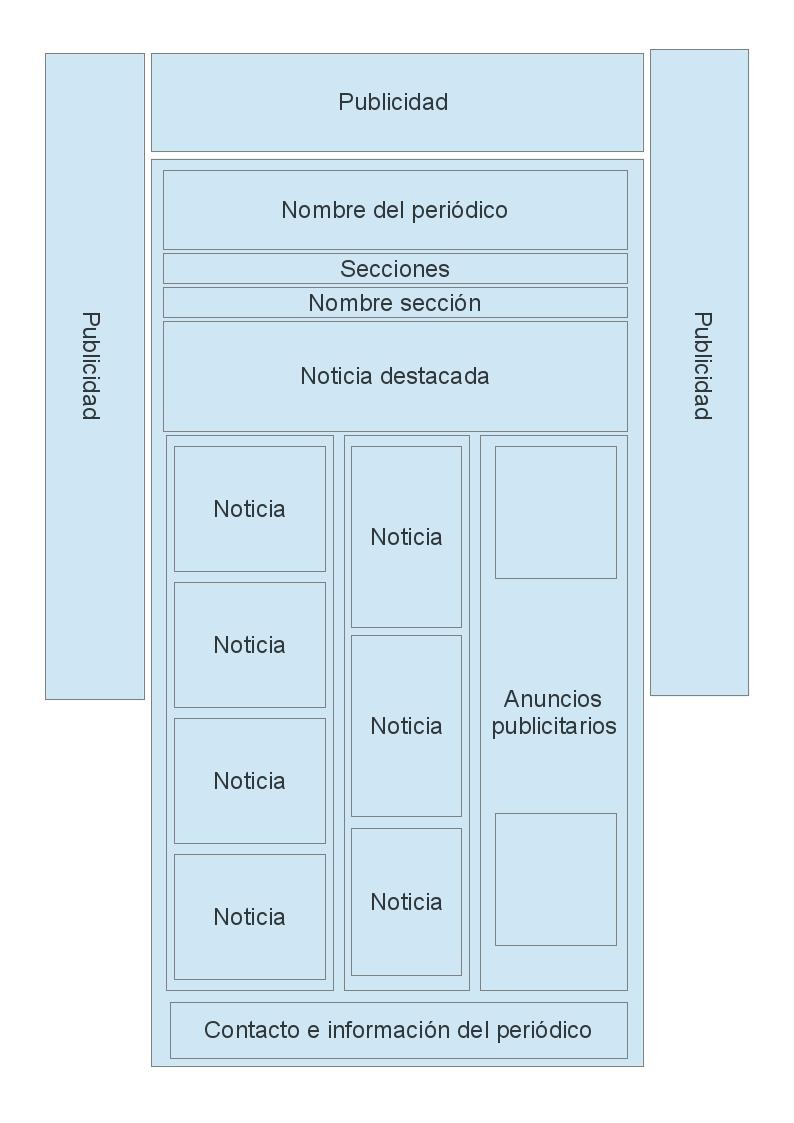 Publicidad
Nombre del periódico
Secciones
Nombre sección
Noticia destacada
Publicidad
Publicidad
Noticia
Noticia
Noticia
Noticia
Noticia
Noticia
Noticia
Anuncios
publicitarios
Contacto e información del periódico